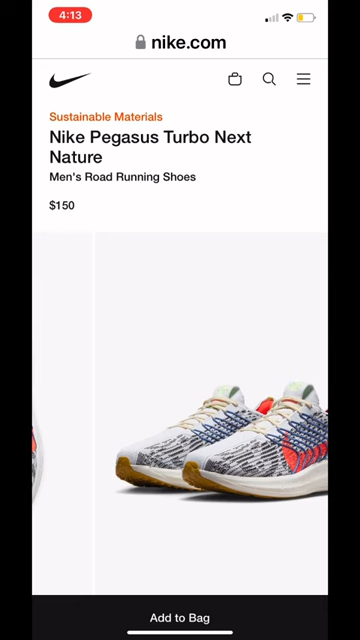 4:13
nike.com
Sustainable Materials
Nike Pegasus Turbo Next
Nature
Men's Road Running Shoes
$150
Add to Bag